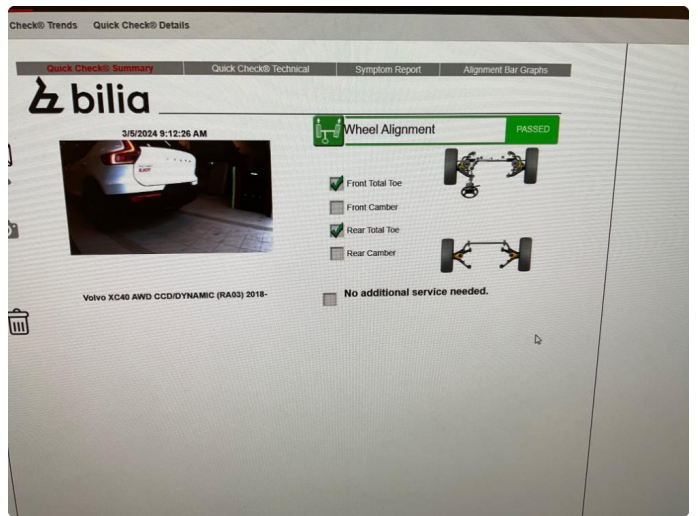 Check® Trends Quick Check® Details
Quick Check® Summary Quick Check® Technical Symptom Report Alignment Bar Graphs
bilia
3/5/2024 9:12:26 AM
Wheel Alignment PASSED
Front Total Toe
Front Camber
Rear Total Toe
Rear Camber
Volvo XC40 AWD CCD/DYNAMIC (RA03) 2018-
No additional service needed.